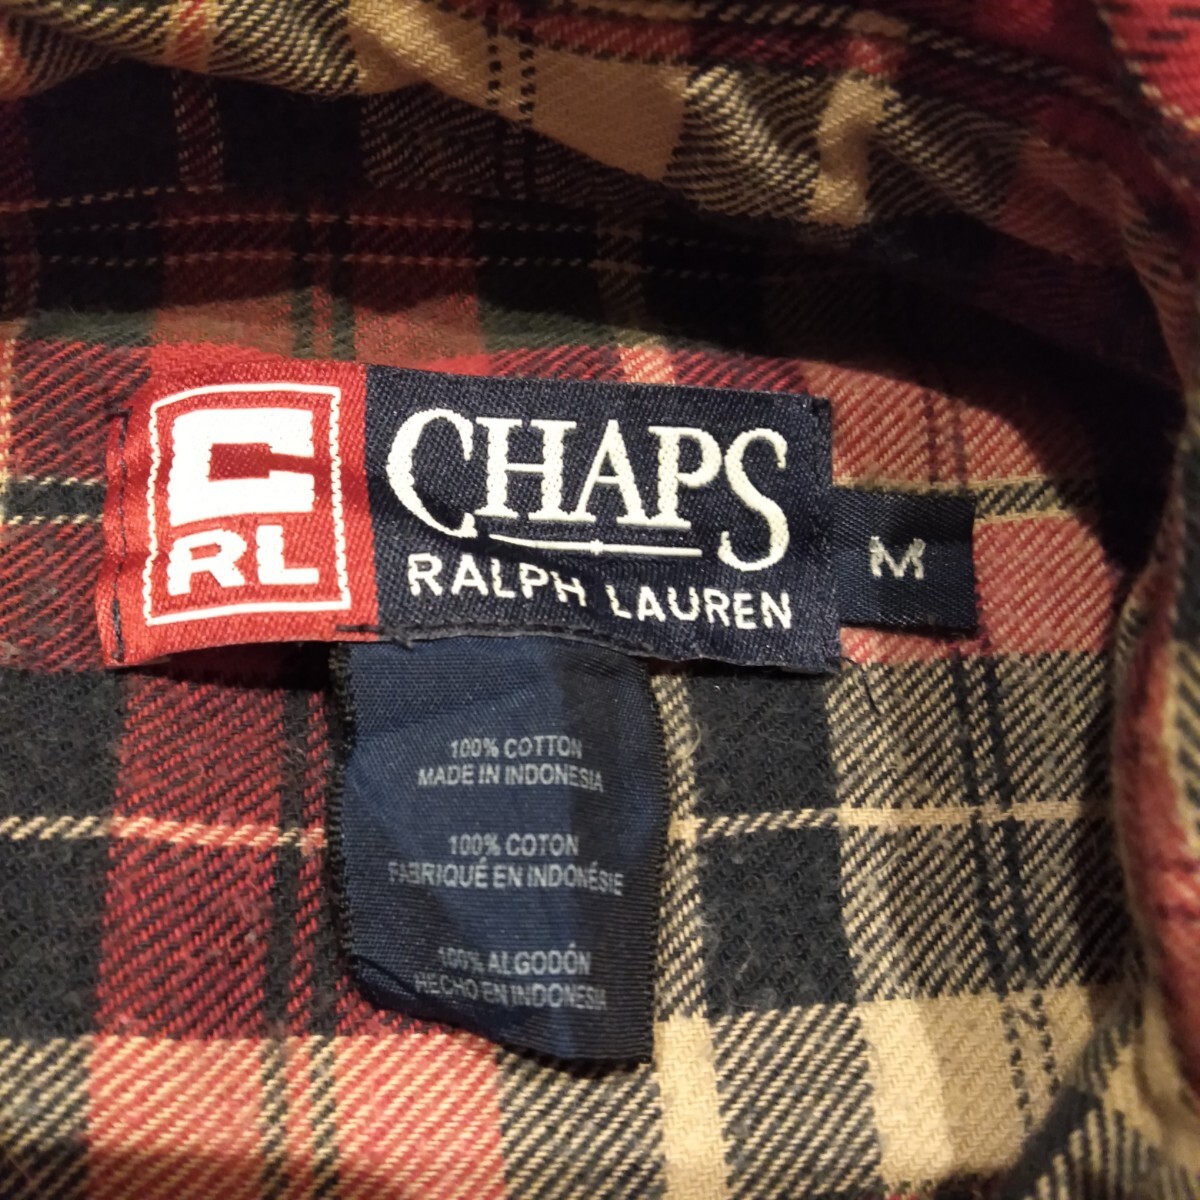 C
RL
CHAPS
RALPH LAUREN
M
100% COTTON
MADE IN INDONESIA
100% COTON
FABRIQUÉ EN INDONÉSIE
100% ALGODÓN
HECHO EN INDONESIA